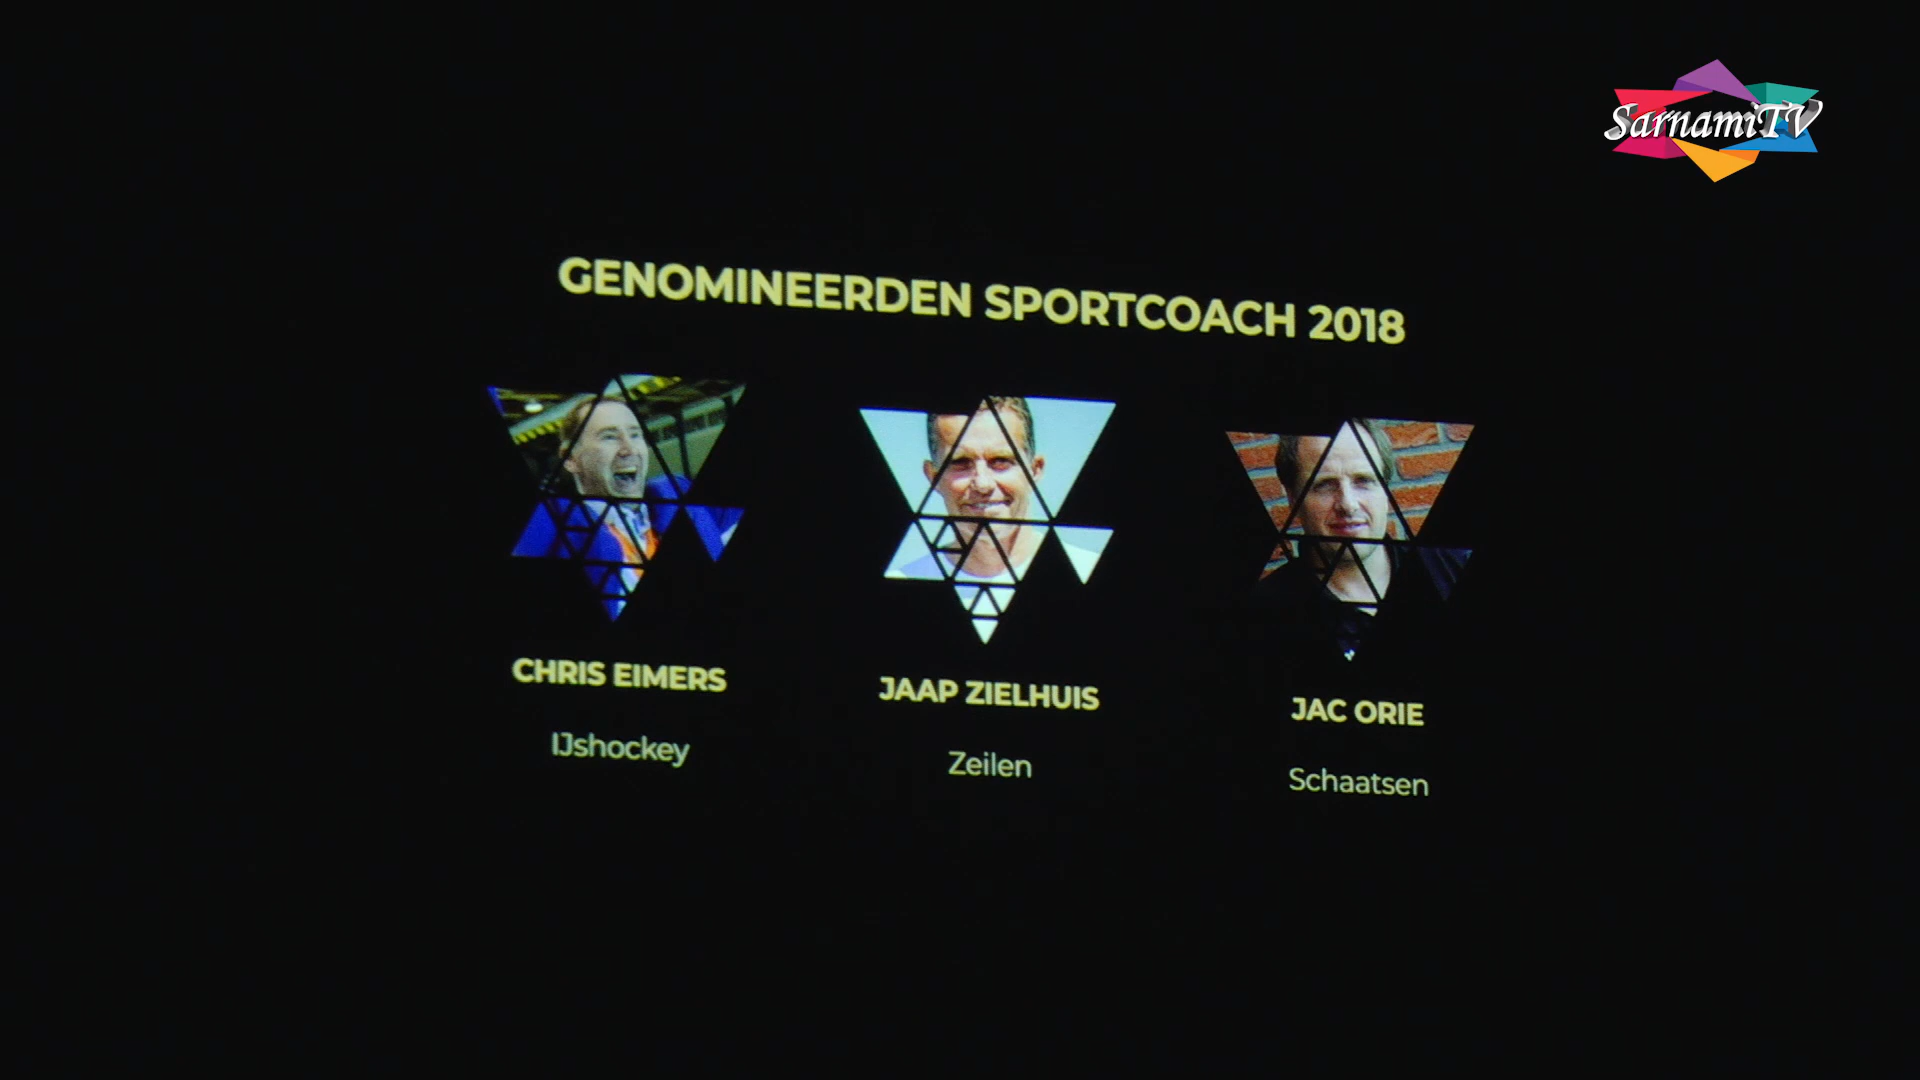 SarnamiTV
GENOMINEERDEN SPORTCOACH 2018
CHRIS EIMERS
JAAP ZIELHUIS
JAC ORIE
IJshockey
Zeilen
Schaatsen